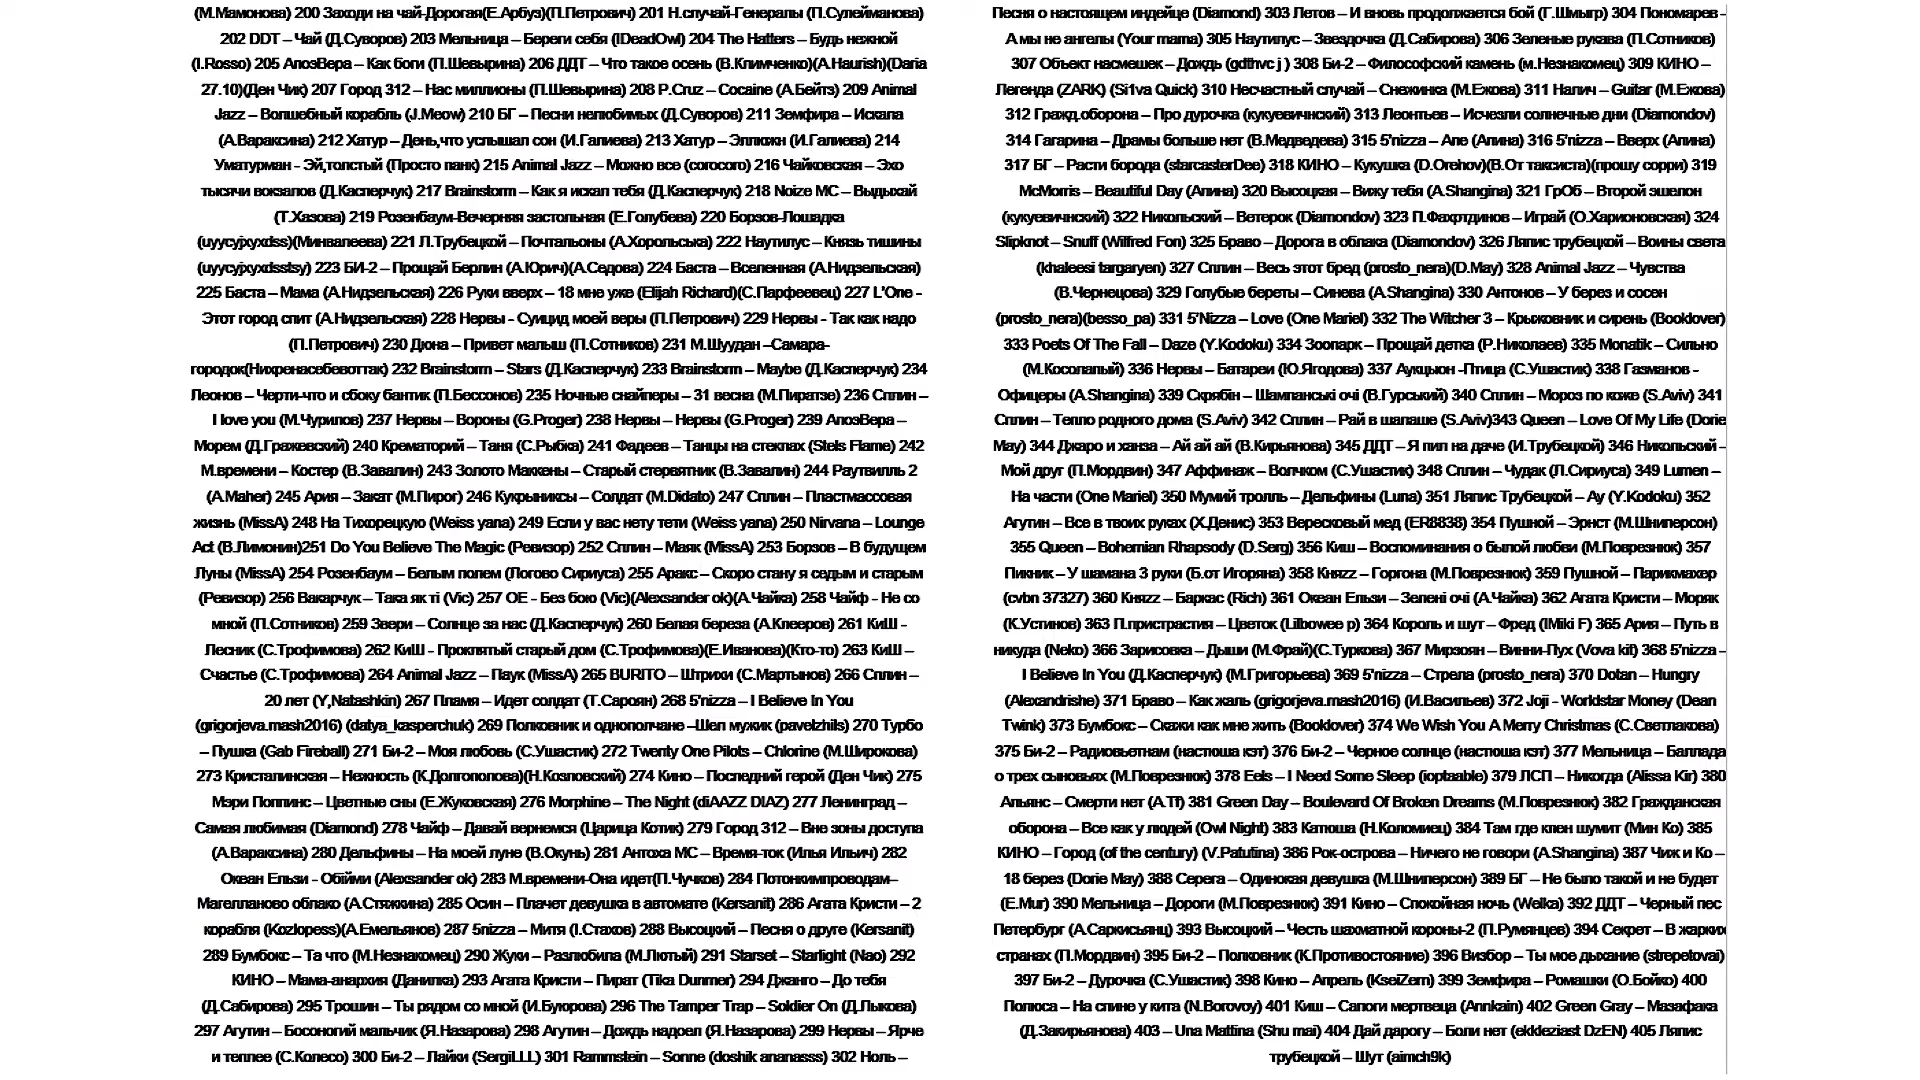 (М.Мамонова) 200 Заходи на чай-Дорогая(Е.Арбуз)(П.Петрович) 201 Н.случай-Генералы (П.Сулейманова)
202 DDT – Чай (Д.Суворов) 203 Мельница – Береги себя (IDeadOwl) 204 The Hatters – Будь нежной
(I.Rosso) 205 АлоэВера – Как боги (П.Шевырина) 206 ДДТ – Что такое осень (В.Климченко)(A.Haurish)(Daria
27.10)(Ден Чик) 207 Город 312 – Нас миллионы (П.Шевырина) 208 P.Cruz – Cocaine (А.Бейтз) 209 Animal
Jazz – Волшебный корабль (J.Meow) 210 БГ – Песни нелюбимых (Д.Суворов) 211 Земфира – Искала
(А.Вараксина) 212 Хатур – День,что услышал сон (И.Галиева) 213 Хатур – Эллюжн (И.Галиева) 214
Уматурман - Эй,толстый (Просто панк) 215 Animal Jazz – Можно все (corocoro) 216 Чайковская – Эхо
тысячи вокзалов (Д.Касперчук) 217 Brainstorm – Как я искал тебя (Д.Касперчук) 218 Noize MC – Выдыхай
(Т.Хазова) 219 Розенбаум-Вечерняя застольная (Е.Голубева) 220 Борзов-Лошадка
(uyycyjxyxdss)(Минвалеева) 221 Л.Трубецкой – Почтальоны (А.Хорольська) 222 Наутилус – Князь тишины
(uyycyjxyxdsstsy) 223 БИ-2 – Прощай Берлин (А.Юрич)(А.Седова) 224 Баста – Вселенная (А.Нидзельская)
225 Баста – Мама (А.Нидзельская) 226 Руки вверх – 18 мне уже (Elijah Richard)(С.Парфеевец) 227 L'One -
Этот город спит (А.Нидзельская) 228 Нервы - Суицид моей веры (П.Петрович) 229 Нервы - Так как надо
(П.Петрович) 230 Дюна – Привет малыш (П.Сотников) 231 М.Шуудан –Самара-
городок(Нихренасебевоттак) 232 Brainstorm – Stars (Д.Касперчук) 233 Brainstorm – Maybe (Д.Касперчук) 234
Леонов – Черти-что и сбоку бантик (П.Бессонов) 235 Ночные снайперы – 31 весна (М.Пиратзе) 236 Сплин –
I love you (М.Чурилов) 237 Нервы – Вороны (G.Proger) 238 Нервы – Нервы (G.Proger) 239 АлоэВера –
Морем (Д.Гражевский) 240 Крематорий – Таня (С.Рыбка) 241 Фадеев – Танцы на стеклах (Stels Flame) 242
М.времени – Костер (В.Завалин) 243 Золото Маккены – Старый стервятник (В.Завалин) 244 Раутвилль 2
(A.Maher) 245 Ария – Закат (М.Пирог) 246 Кукрыниксы – Солдат (M.Didato) 247 Сплин – Пластмассовая
жизнь (MissA) 248 На Тихорецкую (Weiss yana) 249 Если у вас нету тети (Weiss yana) 250 Nirvana – Lounge
Act (В.Лимонин)251 Do You Believe The Magic (Ревизор) 252 Сплин – Маяк (MissA) 253 Борзов – В будущем
Луны (MissA) 254 Розенбаум – Белым полем (Логово Сириуса) 255 Аракс – Скоро стану я седым и старым
(Ревизор) 256 Вакарчук – Така як ті (Vic) 257 ОЕ - Без бою (Vic)(Alexsander ok)(А.Чайка) 258 Чайф - Не со
мной (П.Сотников) 259 Звери – Солнце за нас (Д.Касперчук) 260 Белая береза (А.Клееров) 261 КиШ -
Лесник (С.Трофимова) 262 КиШ - Проклятый старый дом (С.Трофимова)(Е.Иванова)(Кто-то) 263 КиШ –
Счастье (С.Трофимова) 264 Animal Jazz – Паук (MissA) 265 BURITO – Штрихи (С.Мартынов) 266 Сплин –
20 лет (Y,Natashkin) 267 Пламя – Идет солдат (Т.Сароян) 268 5'nizza – I Believe In You
(grigorjeva.mash2016) (datya_kasperchuk) 269 Полковник и однополчане –Шел мужик (pavelzhils) 270 Турбо
– Пушка (Gab Fireball) 271 Би-2 – Моя любовь (С.Ушастик) 272 Twenty One Pilots – Chlorine (М.Широкова)
273 Кристалинская – Нежность (К.Долгополова)(Н.Козловский) 274 Кино – Последний герой (Ден Чик) 275
Мэри Поппинс – Цветные сны (Е.Жуковская) 276 Morphine – The Night (diAAZZ DIAZ) 277 Ленинград –
Самая любимая (Diamond) 278 Чайф – Давай вернемся (Царица Котик) 279 Город 312 – Вне зоны доступа
(А.Вараксина) 280 Дельфины – На моей луне (В.Окунь) 281 Антоха МС – Время-ток (Илья Ильич) 282
Океан Ельзи - Обійми (Alexsander ok) 283 М.времени-Она идет(П.Чучков) 284 Потонкимпроводам–
Магелланово облако (А.Стяжкина) 285 Осин – Плачет девушка в автомате (Kersanit) 286 Агата Кристи – 2
корабля (Kozlopess)(А.Емельянов) 287 5nizza – Митя (I.Стахов) 288 Высоцкий – Песня о друге (Kersanit)
289 Бумбокс – Та что (М.Незнакомец) 290 Жуки – Разлюбила (М.Лютый) 291 Starset – Starlight (Nao) 292
КИНО – Мама-анархия (Данилка) 293 Агата Кристи – Пират (Tika Dunmer) 294 Джанго – До тебя
(Д.Сабирова) 295 Трошин – Ты рядом со мной (И.Букорова) 296 The Tamper Trap – Soldier On (Д.Лыкова)
297 Агутин – Босоногий мальчик (Я.Назарова) 298 Агутин – Дождь надоел (Я.Назарова) 299 Нервы – Ярче
и теплее (С.Колесо) 300 Би-2 – Лайки (SergiLLL) 301 Rammstein – Sonne (doshik ananasss) 302 Ноль –
Песня о настоящем индейце (Diamond) 303 Летов – И вновь продолжается бой (Г.Шмыгр) 304 Пономарев -
А мы не ангелы (Your mama) 305 Наутилус – Звездочка (Д.Сабирова) 306 Зеленые рукава (П.Сотников)
307 Объект насмешек – Дождь (gdthvc j ) 308 Би-2 – Философский камень (м.Незнакомец) 309 КИНО –
Легенда (ZARK) (Si1va Quick) 310 Несчастный случай – Снежинка (М.Ежова) 311 Налич – Guitar (М.Ежова)
312 Гражд.оборона – Про дурочка (кукуевичнский) 313 Леонтьев – Исчезли солнечные дни (Diamondov)
314 Гагарина – Драмы больше нет (В.Медведева) 315 5'nizza – Але (Алина) 316 5'nizza – Вверх (Алина)
317 БГ – Расти борода (starcasterDee) 318 КИНО – Кукушка (D.Orehov)(В.От таксиста)(прошу сорри) 319
McMorris – Beautiful Day (Алина) 320 Высоцкая – Вижу тебя (A.Shangina) 321 ГрОб – Второй эшелон
(кукуевичнский) 322 Никольский – Ветерок (Diamondov) 323 П.Фахртдинов – Играй (О.Харионовская) 324
Slipknot – Snuff (Wilfred Fon) 325 Браво – Дорога в облака (Diamondov) 326 Ляпис трубецкой – Воины света
(khaleesi targaryen) 327 Сплин – Весь этот бред (prosto_nera)(D.May) 328 Animal Jazz – Чувства
(В.Чернецова) 329 Голубые береты – Синева (A.Shangina) 330 Антонов – У берез и сосен
(prosto_nera)(besso_pa) 331 5'Nizza – Love (One Mariel) 332 The Witcher 3 – Крыжовник и сирень (Booklover)
333 Poets Of The Fall – Daze (Y.Kodoku) 334 Зоопарк – Прощай детка (Р.Николаев) 335 Monatik – Сильно
(М.Косолапый) 336 Нервы – Батареи (Ю.Ягодова) 337 Аукцыон -Птица (С.Ушастик) 338 Газманов -
Офицеры (A.Shangina) 339 Скрябін – Шампанські очі (В.Гурський) 340 Сплин – Мороз по коже (S.Aviv) 341
Сплин – Тепло родного дома (S.Aviv) 342 Сплин – Рай в шалаше (S.Aviv)343 Queen – Love Of My Life (Dorie
May) 344 Джаро и ханза – Ай ай ай (В.Кирьянова) 345 ДДТ – Я пил на даче (И.Трубецкой) 346 Никольский –
Мой друг (П.Мордвин) 347 Аффинаж – Волчком (С.Ушастик) 348 Сплин – Чудак (Л.Сириуса) 349 Lumen –
На части (One Mariel) 350 Мумий тролль – Дельфины (Luna) 351 Ляпис Трубецкой – Ау (Y.Kodoku) 352
Агутин – Все в твоих руках (Х.Денис) 353 Вересковый мед (ER8838) 354 Пушной – Эрнст (М.Шниперсон)
355 Queen – Bohemian Rhapsody (D.Serg) 356 Киш – Воспоминания о былой любви (М.Поврезнюк) 357
Пикник – У шамана 3 руки (Б.от Игоряна) 358 Княzz – Горгона (М.Поврезнюк) 359 Пушной – Парикмахер
(cvbn 37327) 360 Княzz – Баркас (Rich) 361 Океан Ельзи – Зелені очі (А.Чайка) 362 Агата Кристи – Моряк
(К.Устинов) 363 П.пристрастия – Цветок (Lilbowee p) 364 Король и шут – Фред (IMiki F) 365 Ария – Путь в
никуда (Neko) 366 Зарисовка – Дыши (М.Фрай)(С.Туркова) 367 Мирзоян – Винни-Пух (Vova kit) 368 5'nizza –
I Believe In You (Д.Касперчук) (М.Григорьева) 369 5'nizza – Стрела (prosto_nera) 370 Dotan – Hungry
(Alexandrishe) 371 Браво – Как жаль (grigorjeva.mash2016) (И.Васильев) 372 Joji - Worldstar Money (Dean
Twink) 373 Бумбокс – Скажи как мне жить (Booklover) 374 We Wish You A Merry Christmas (С.Светлакова)
375 Би-2 – Радиовьетнам (настюша кэт) 376 Би-2 – Черное солнце (настюша кэт) 377 Мельница – Баллада
о трех сыновьях (М.Поврезнюк) 378 Eels – I Need Some Sleep (ioptaable) 379 ЛСП – Никогда (Alissa Kir) 380
Альянс – Смерти нет (A.Tf) 381 Green Day – Boulevard Of Broken Dreams (М.Поврезнюк) 382 Гражданская
оборона – Все как у людей (Owl Night) 383 Катюша (Н.Коломиец) 384 Там где клен шумит (Мин Ко) 385
КИНО – Город (of the century) (V.Patutina) 386 Рок-острова – Ничего не говори (A.Shangina) 387 Чиж и Ко –
18 берез (Dorie May) 388 Серега – Одинокая девушка (М.Шниперсон) 389 БГ – Не было такой и не будет
(E.Mur) 390 Мельница – Дороги (М.Поврезнюк) 391 Кино – Спокойная ночь (Welka) 392 ДДТ – Черный пес
Петербург (А.Саркисьянц) 393 Высоцкий – Честь шахматной короны-2 (П.Румянцев) 394 Секрет – В жарких
странах (П.Мордвин) 395 Би-2 – Полковник (К.Противостояние) 396 Визбор – Ты мое дыхание (strepetovai)
397 Би-2 – Дурочка (С.Ушастик) 398 Кино – Апрель (KseiZem) 399 Земфира – Ромашки (О.Бойко) 400
Полюса – На спине у кита (N.Borovoy) 401 Киш – Сапоги мертвеца (Annkain) 402 Green Gray – Мазафака
(Д.Закирьянова) 403 – Una Mattina (Shu mai) 404 Дай дарогу – Боли нет (ekkleziast DzEN) 405 Ляпис
трубецкой – Шут (aimch9k)